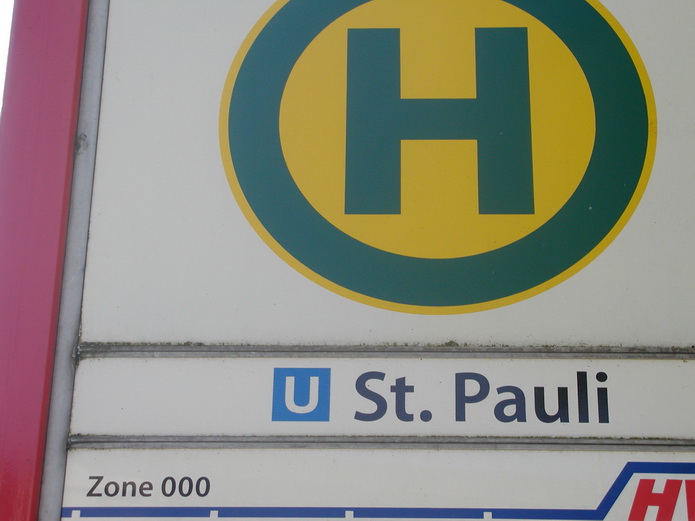 H
U St. Pauli
Zone 000